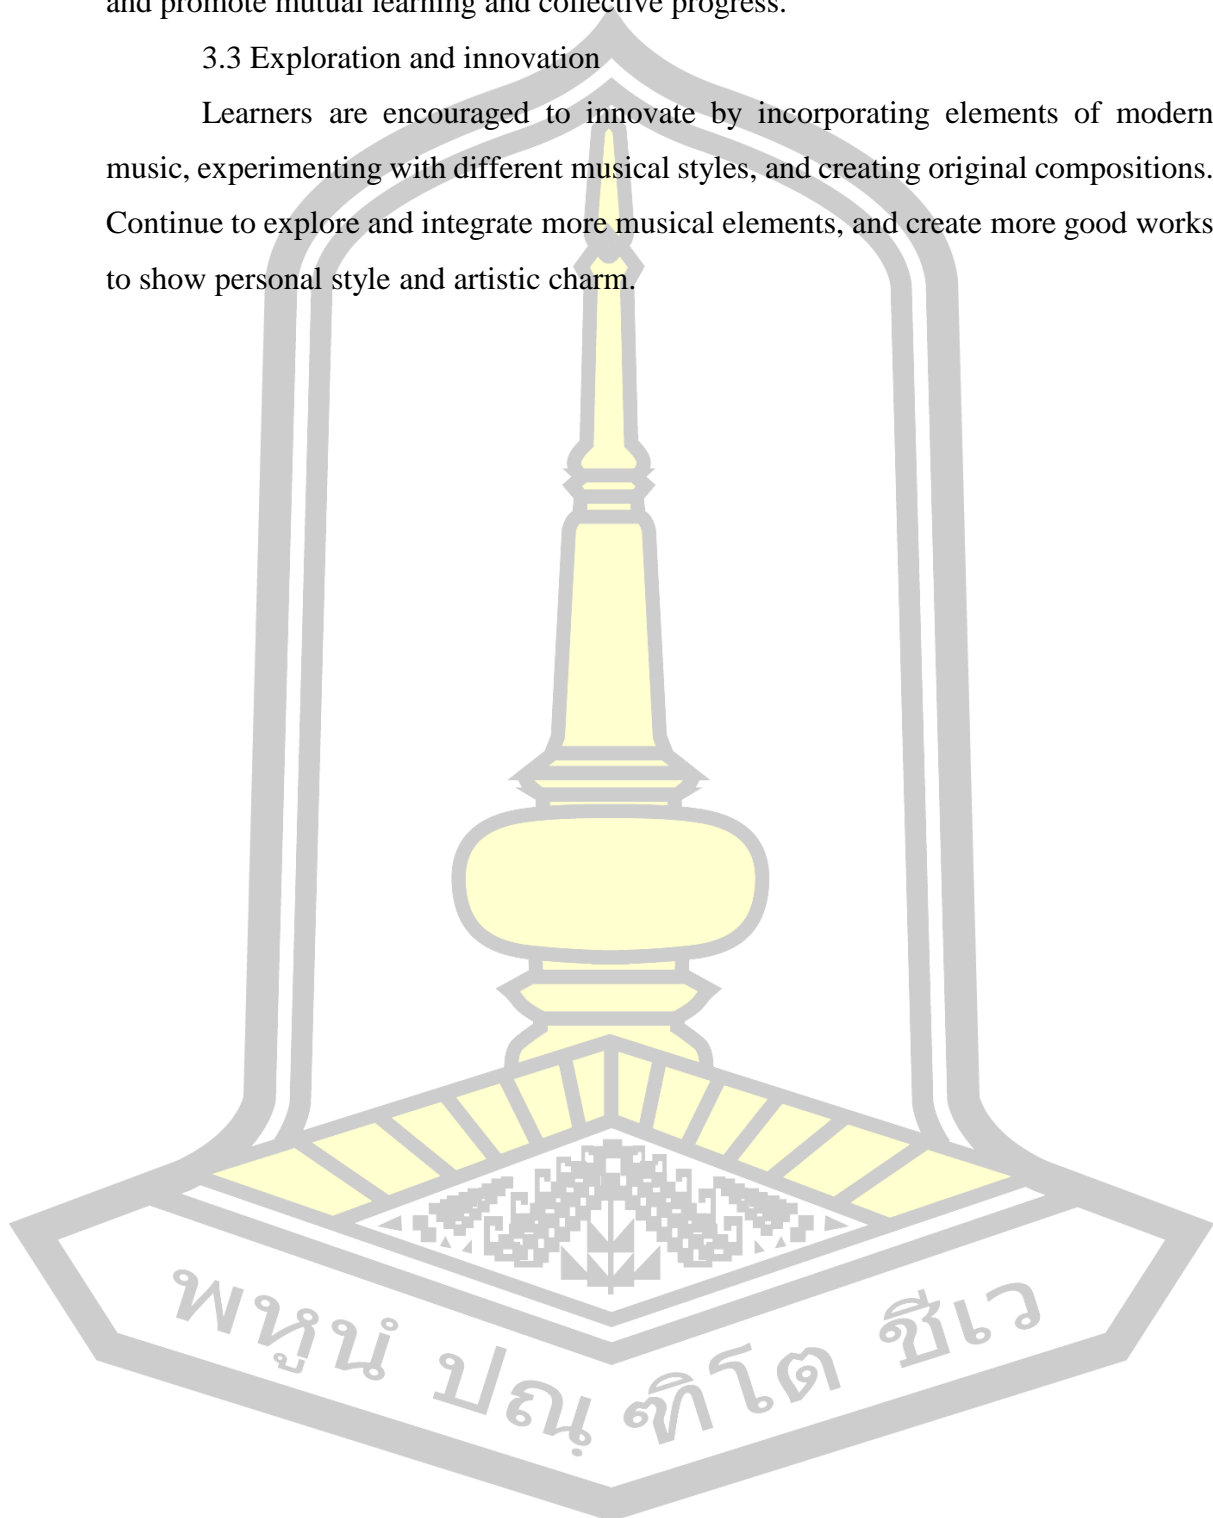 and promote mutual learning and collective progress.
3.3 Exploration and innovation
Learners are encouraged to innovate by incorporating elements of modern
music, experimenting with different musical styles, and creating original compositions.
Continue to explore and integrate more musical elements, and create more good works
to show personal style and artistic charm.
พหูนํ ปณฺฑิโต ชีเว